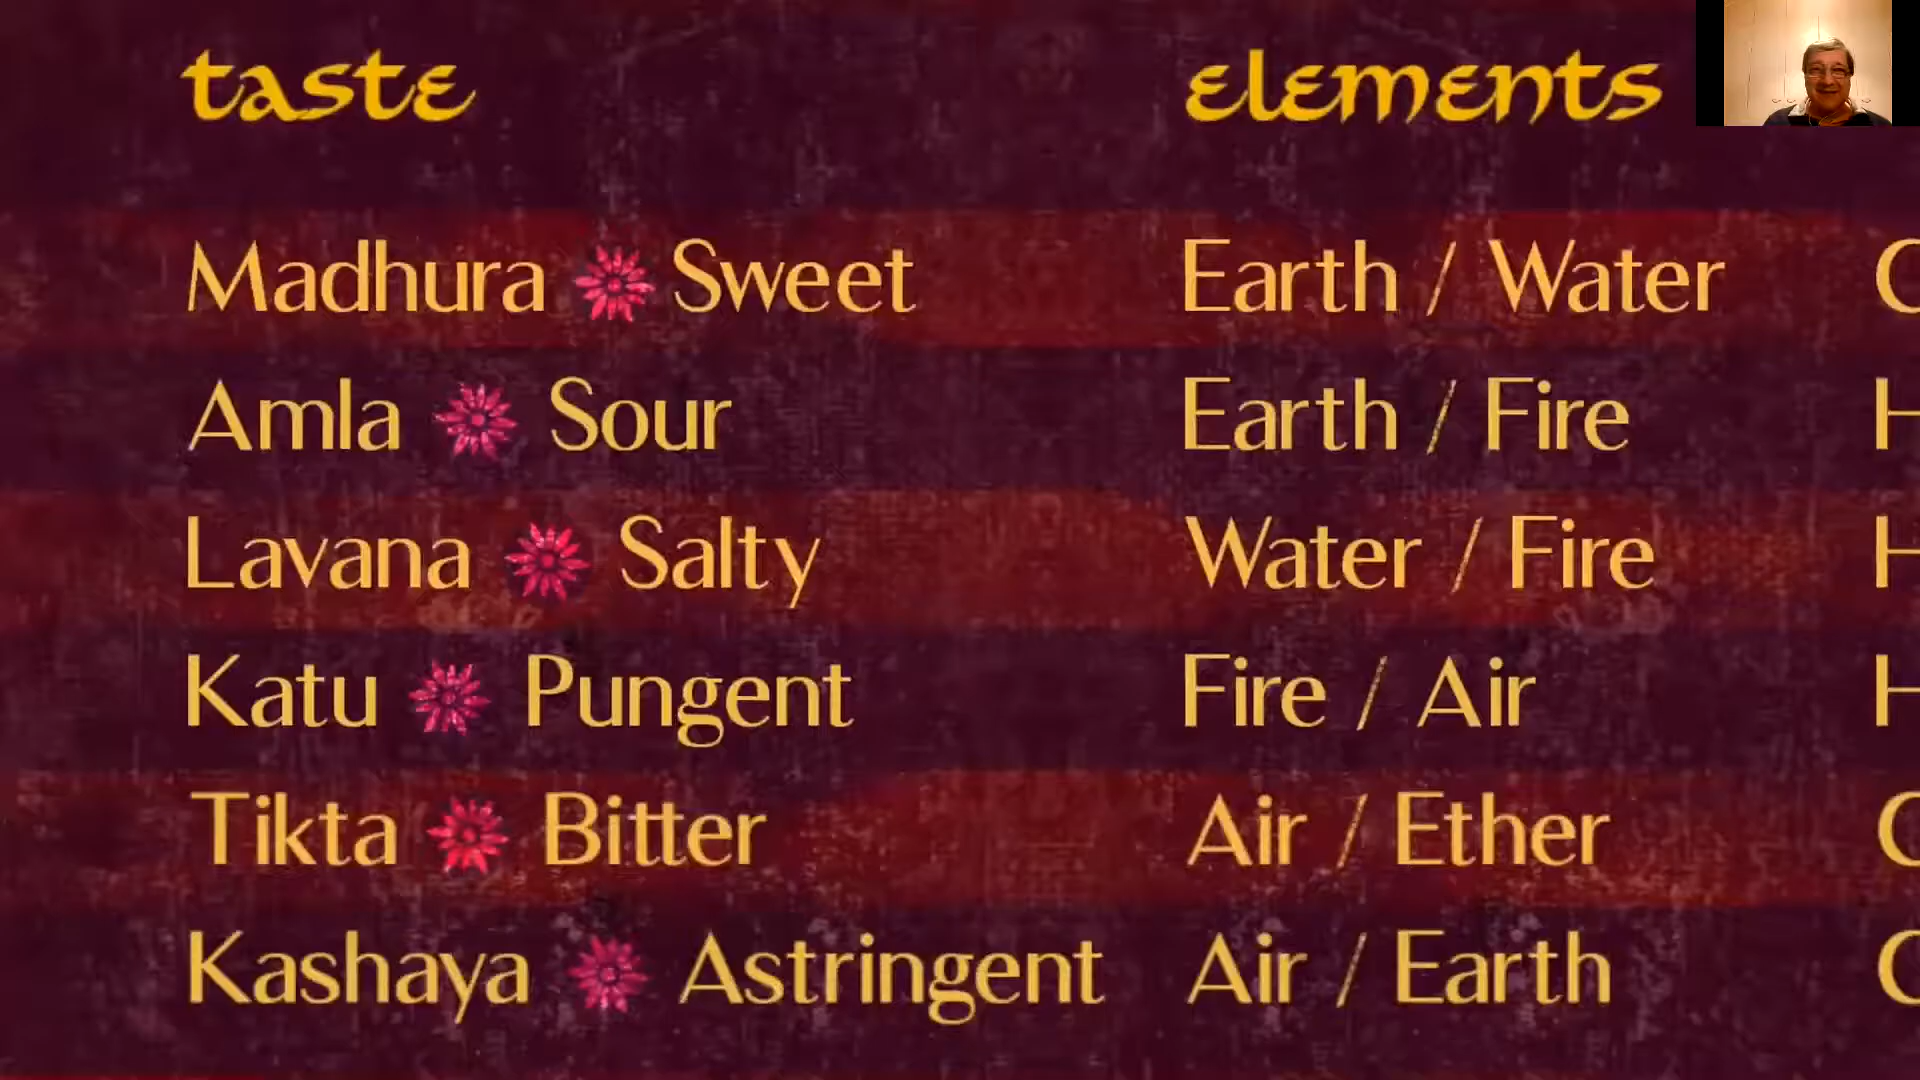 taste elements
Madhura Sweet Earth / Water C
Amla Sour Earth / Fire H
Lavana Salty Water / Fire H
Katu Pungent Fire / Air H
Tikta Bitter Air / Ether C
Kashaya Astringent Air / Earth C